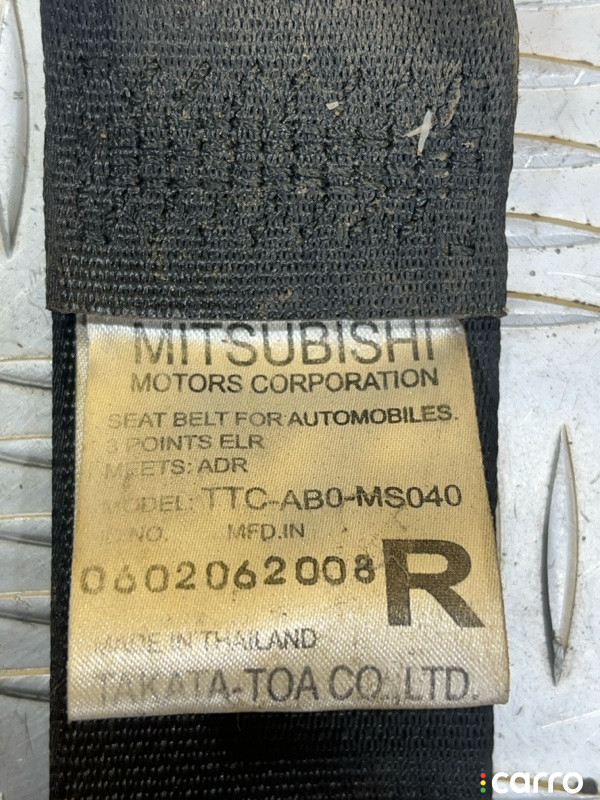 MITSUBISHI
MOTORS CORPORATION
SEAT BELT FOR AUTOMOBILES.
3 POINTS ELR
MEETS: ADR
MODEL: TTC-AB0-MS040
I.D NO. MFD.IN
0602062008 R
MADE IN THAILAND
TAKATA-TOA CO., LTD.
carro